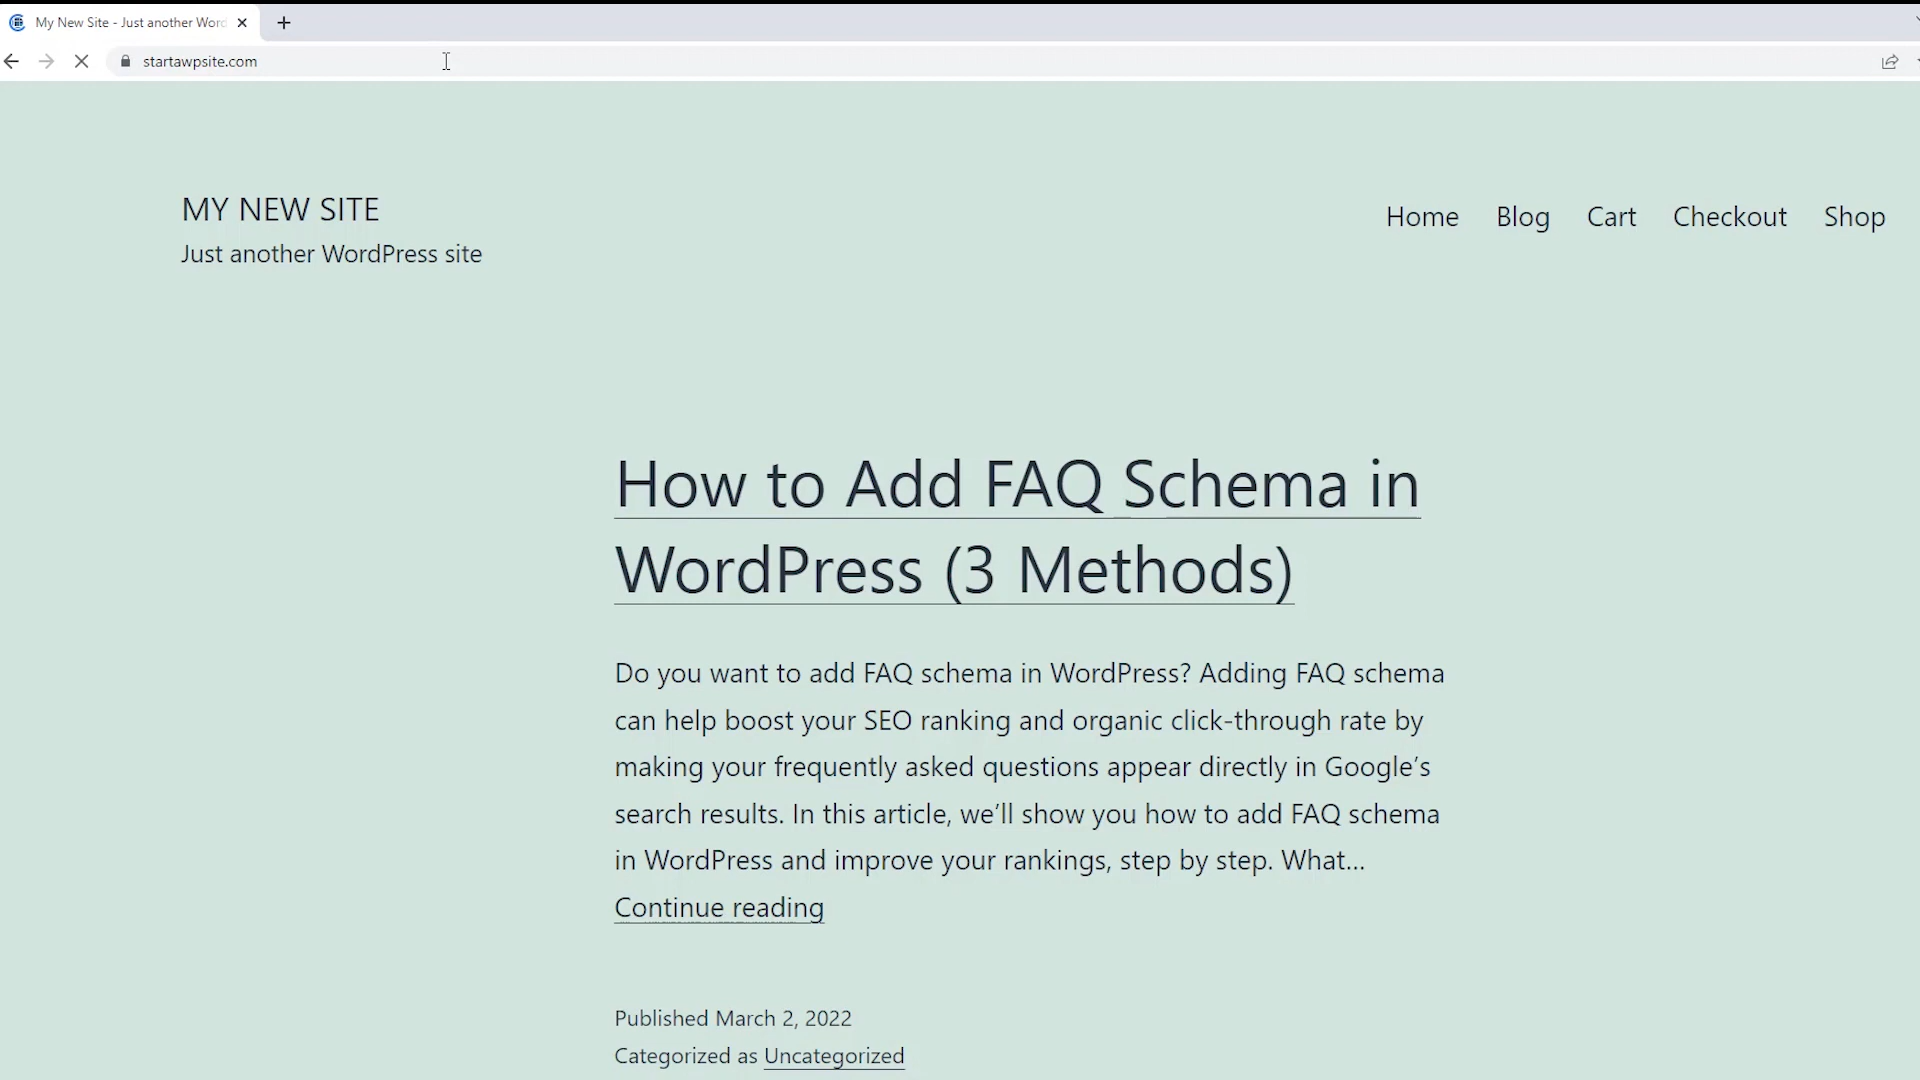 My New Site - Just another Word
startawpsite.com
MY NEW SITE
Just another WordPress site
Home Blog Cart Checkout Shop
How to Add FAQ Schema in
WordPress (3 Methods)
Do you want to add FAQ schema in WordPress? Adding FAQ schema
can help boost your SEO ranking and organic click-through rate by
making your frequently asked questions appear directly in Google’s
search results. In this article, we’ll show you how to add FAQ schema
in WordPress and improve your rankings, step by step. What…
Continue reading
Published March 2, 2022
Categorized as Uncategorized